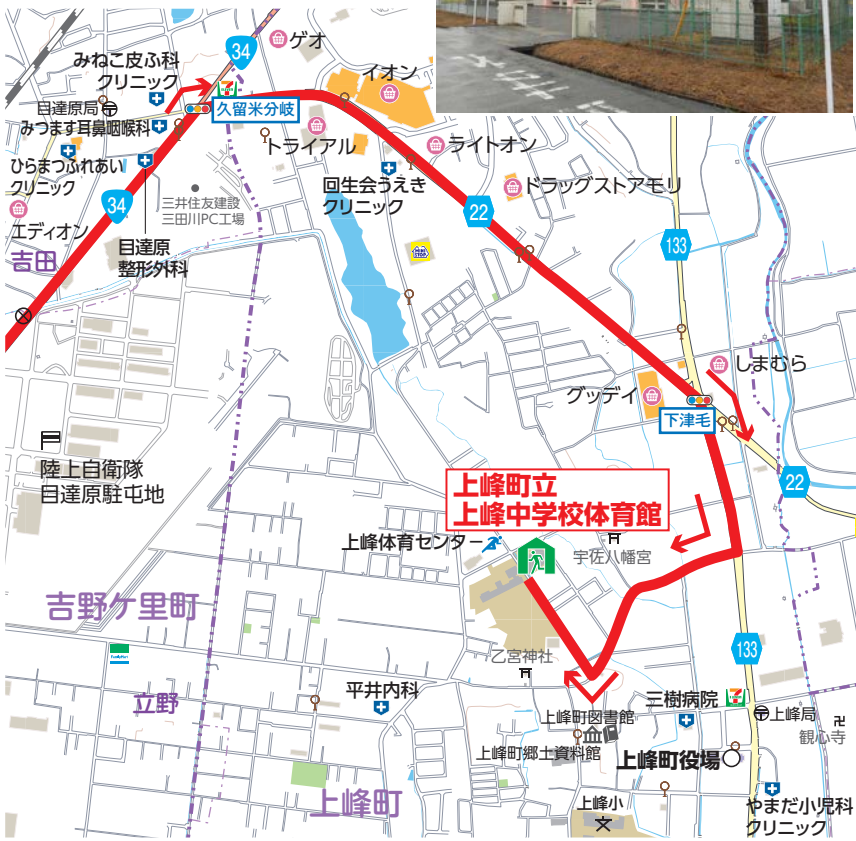 34
ゲオ
みねこ皮ふ科
クリニック
イオン
目達原局
久留米分岐
みつます耳鼻咽喉科
トライアル
ライトオン
ひらまつふれあい
クリニック
回生会うえき
クリニック
ドラッグストアモリ
34
三井住友建設
三田川PC工場
22
エディオン
目達原
整形外科
133
吉田
しまむら
グッデイ
下津毛
陸上自衛隊
目達原駐屯地
22
上峰町立
上峰中学校体育館
上峰体育センター
宇佐八幡宮
吉野ケ里町
FamilyMart
乙宮神社
133
立野
平井内科
三樹病院
上峰町図書館
上峰局
観心寺
上峰町郷土資料館
上峰町役場
上峰町
上峰小
やまだ小児科
クリニック